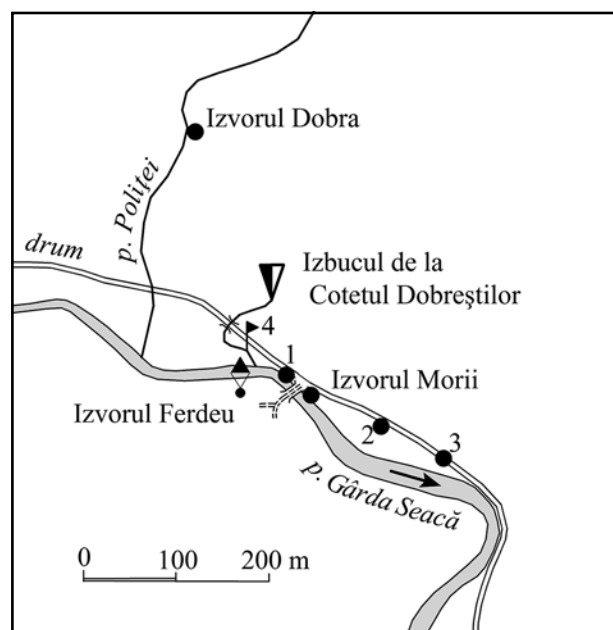 Izvorul Dobra
p. Poliţei
drum
Izbucul de la
Cotetul Dobreştilor
4
1
Izvorul Morii
Izvorul Ferdeu
2
3
p. Gârda Seacă
0 100 200 m